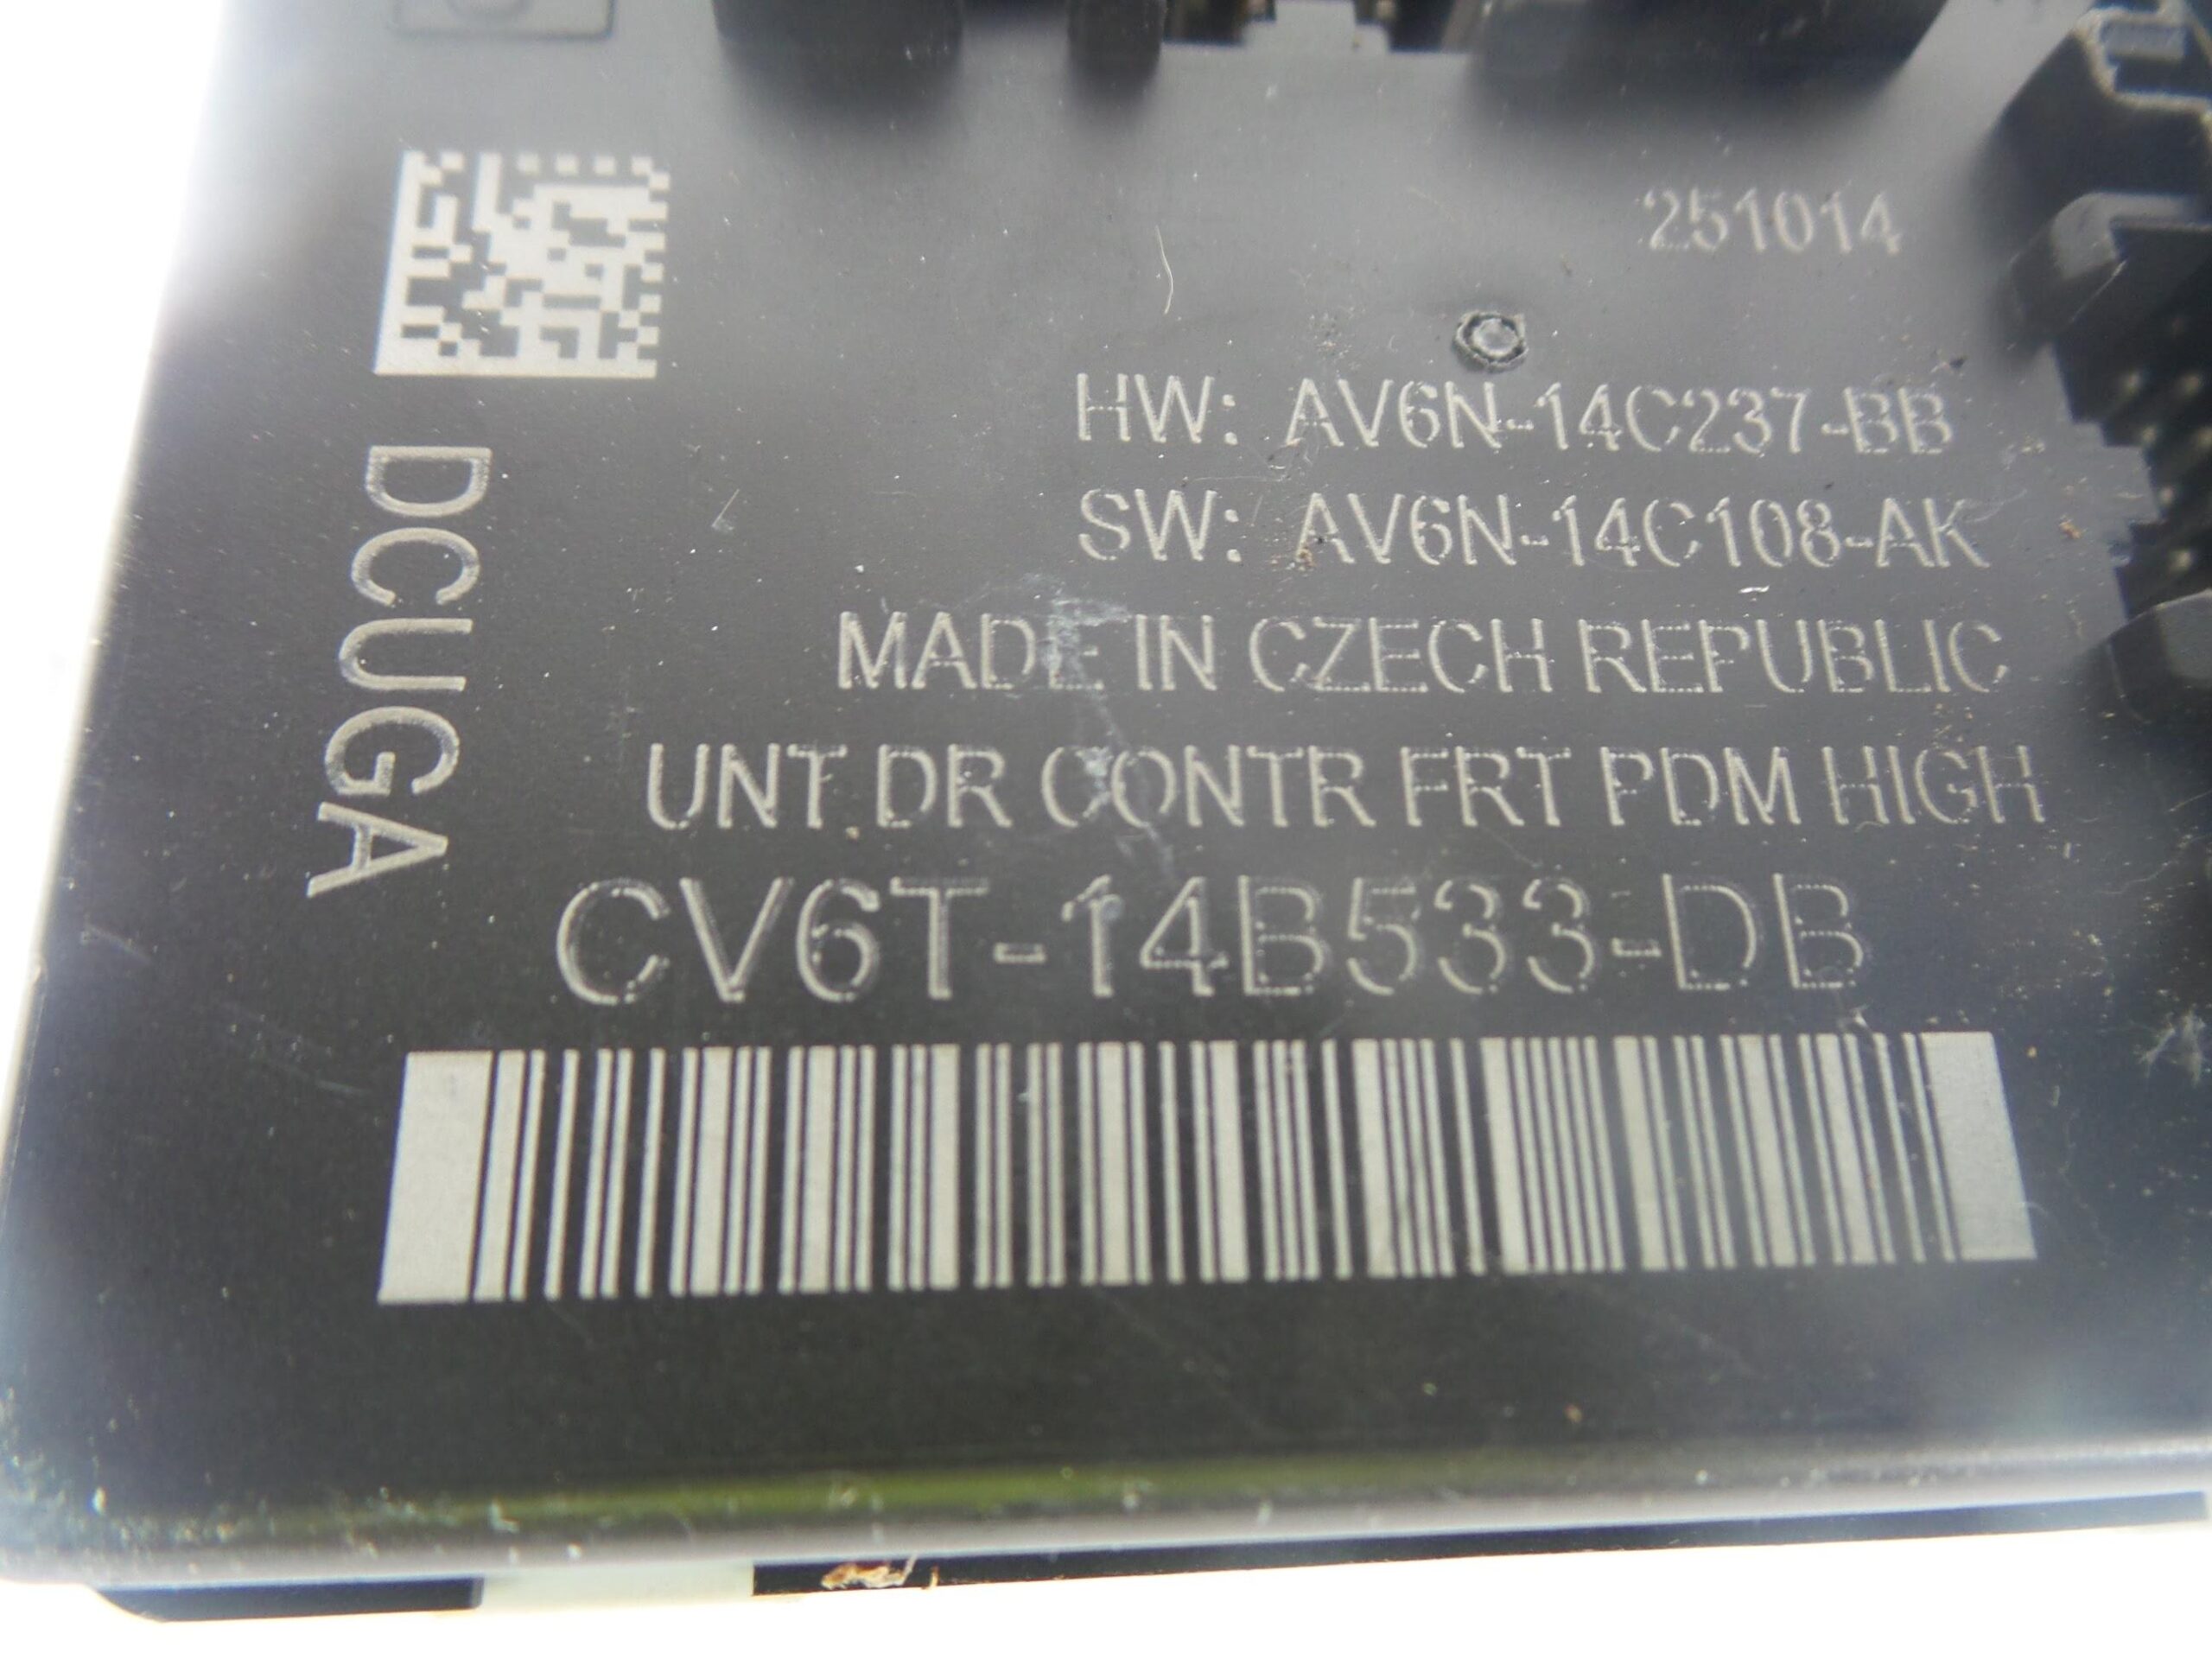 251014
HW: AV6N-14C237-BB
SW: AV6N-14C108-AK
MADE IN CZECH REPUBLIC
UNT DR CONTR FRT PDM HIGH
CV6T-14B533-DB
DCUGA